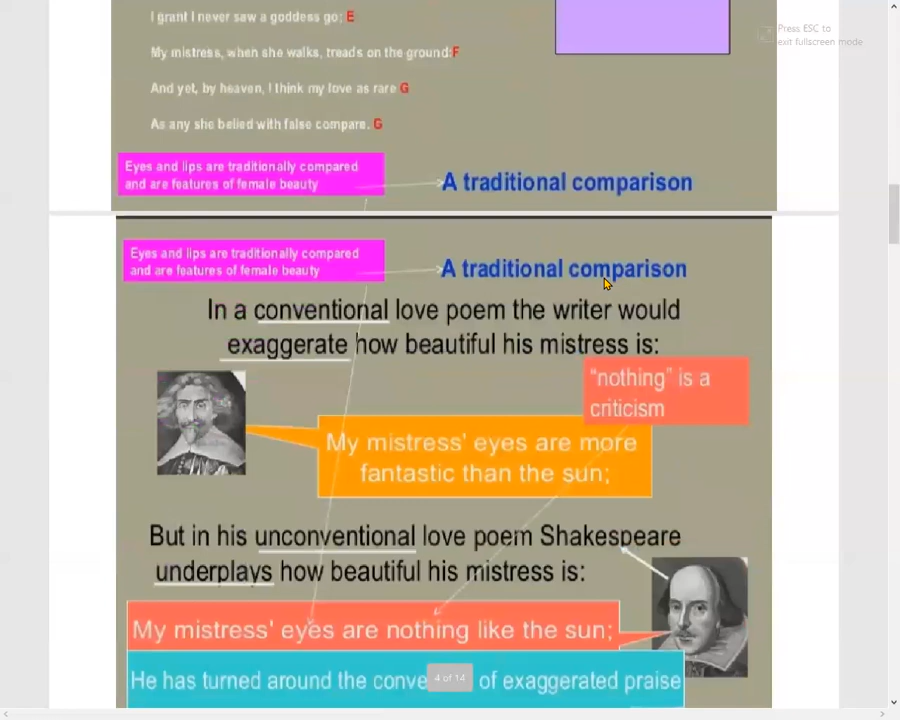 I grant I never saw a goddess go; E
My mistress, when she walks, treads on the ground: F
And yet, by heaven, I think my love as rare G
As any she belied with false compare. G
Press ESC to
exit fullscreen mode
Eyes and lips are traditionally compared
and are features of female beauty
A traditional comparison
Eyes and lips are traditionally compared
and are features of female beauty
A traditional comparison
In a conventional love poem the writer would
exaggerate how beautiful his mistress is:
“nothing” is a
criticism
My mistress' eyes are more
fantastic than the sun;
But in his unconventional love poem Shakespeare
underplays how beautiful his mistress is:
My mistress' eyes are nothing like the sun;
He has turned around the conve of exaggerated praise
4 of 14